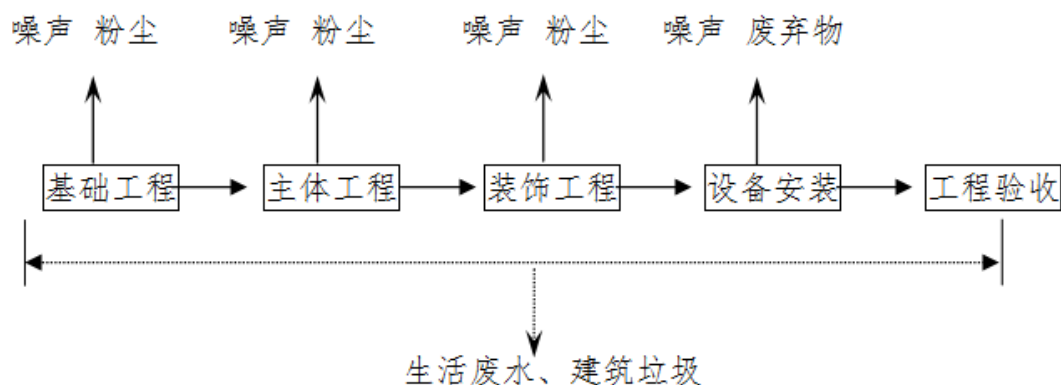 噪声 粉尘 噪声 粉尘 噪声 粉尘 噪声 废弃物
基础工程 主体工程 装饰工程 设备安装 工程验收
生活废水、建筑垃圾